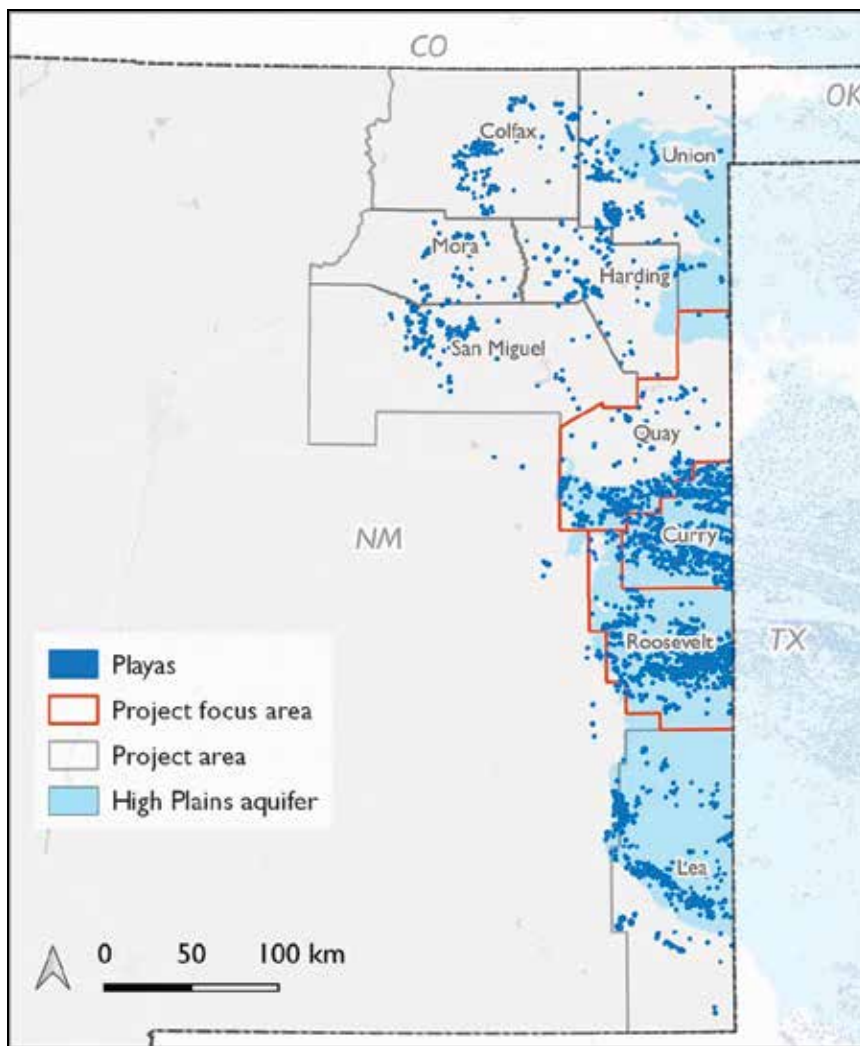 CO
OK
Colfax
Union
Mora
Harding
San Miguel
Quay
NM
Curry
Roosevelt
TX
Lea
Playas
Project focus area
Project area
High Plains aquifer
0 50 100 km